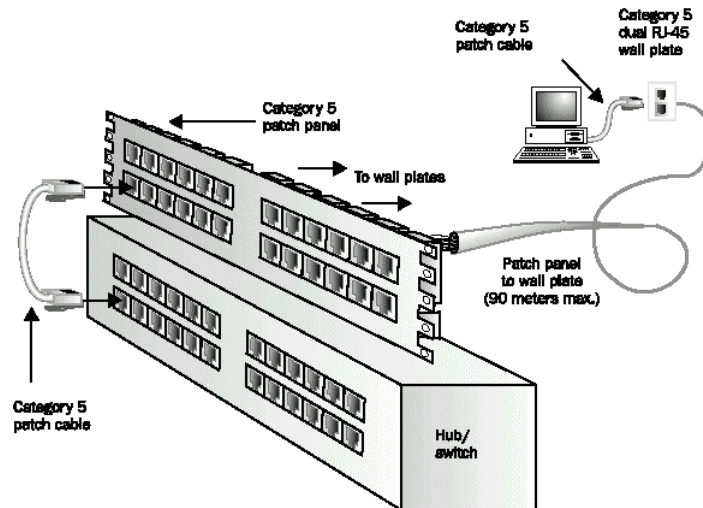 Category 5
patch cable
Category 5
dual RJ-45
wall plate
Category 5
patch panel
To wall plates
Patch panel
to wall plate
(90 meters max.)
Category 5
patch cable
Hub/
switch